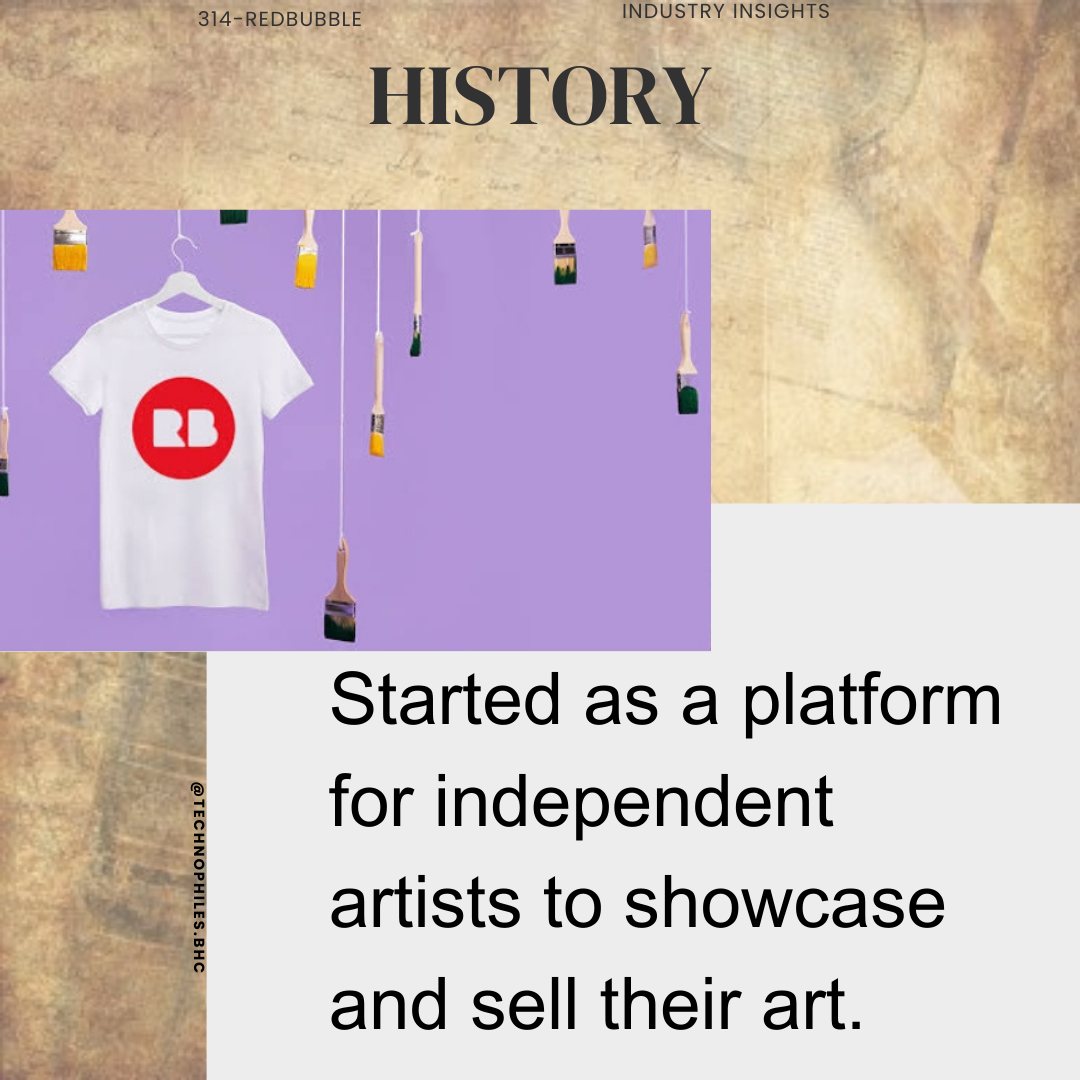 314-REDBUBBLE
INDUSTRY INSIGHTS
HISTORY
RB
Started as a platform
for independent
artists to showcase
and sell their art.
@TECHNOPHILES.BHC